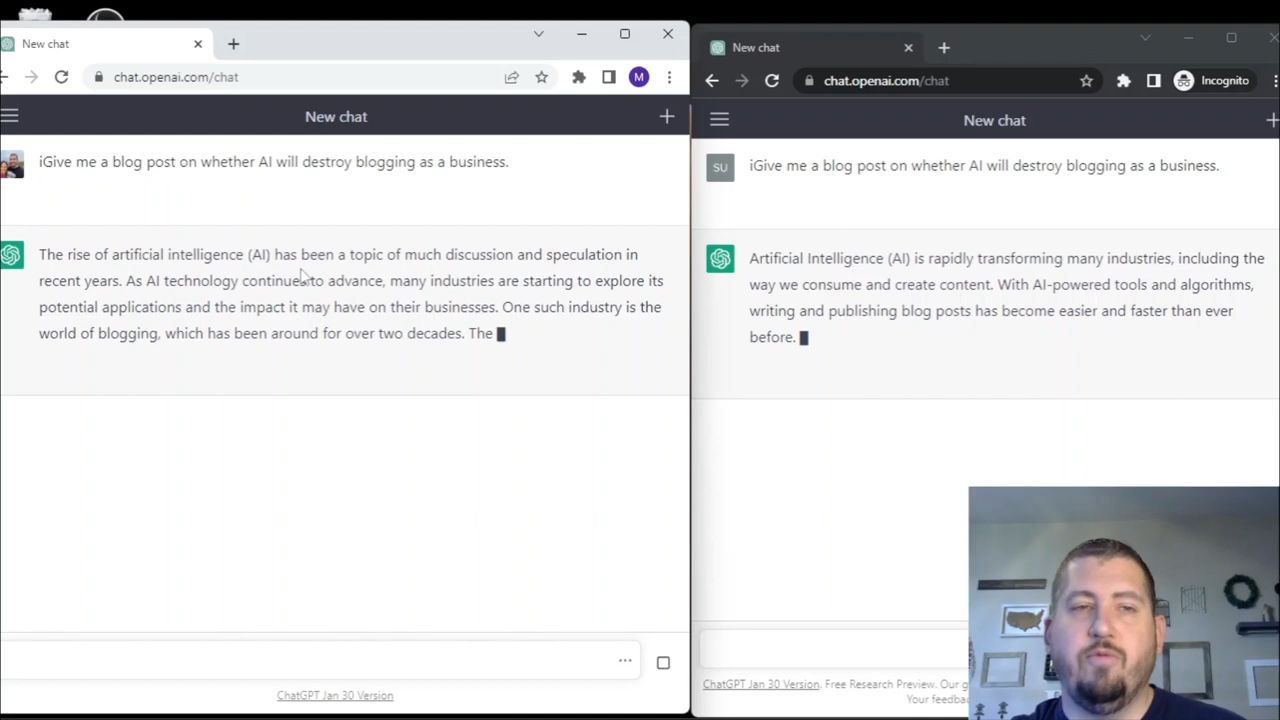 New chat
chat.openai.com/chat
M
New chat
iGive me a blog post on whether AI will destroy blogging as a business.
The rise of artificial intelligence (AI) has been a topic of much discussion and speculation in
recent years. As AI technology continues to advance, many industries are starting to explore its
potential applications and the impact it may have on their businesses. One such industry is the
world of blogging, which has been around for over two decades. The
ChatGPT Jan 30 Version
New chat
chat.openai.com/chat
Incognito
New chat
SU
iGive me a blog post on whether AI will destroy blogging as a business.
Artificial Intelligence (AI) is rapidly transforming many industries, including the
way we consume and create content. With AI-powered tools and algorithms,
writing and publishing blog posts has become easier and faster than ever
before.
ChatGPT Jan 30 Version. Free Research Preview. Our g
Your feedbac